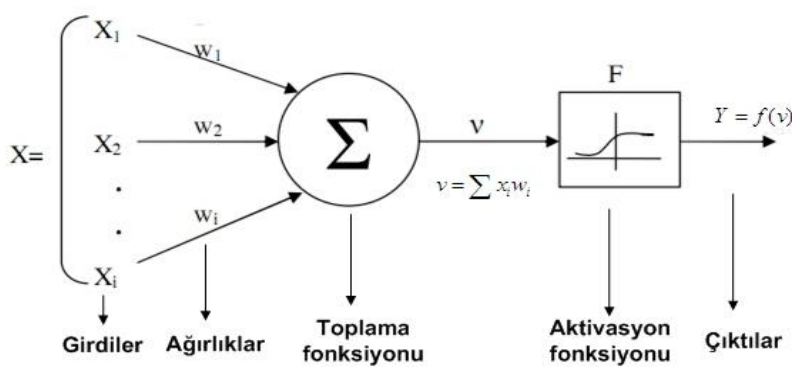 X=
X₁
X₂
.
.
Xᵢ
w₁
w₂
wᵢ
Σ
ν
v = ∑ xᵢwᵢ
F
Y = f(v)
Girdiler
Ağırlıklar
Toplama
fonksiyonu
Aktivasyon
fonksiyonu
Çıktılar